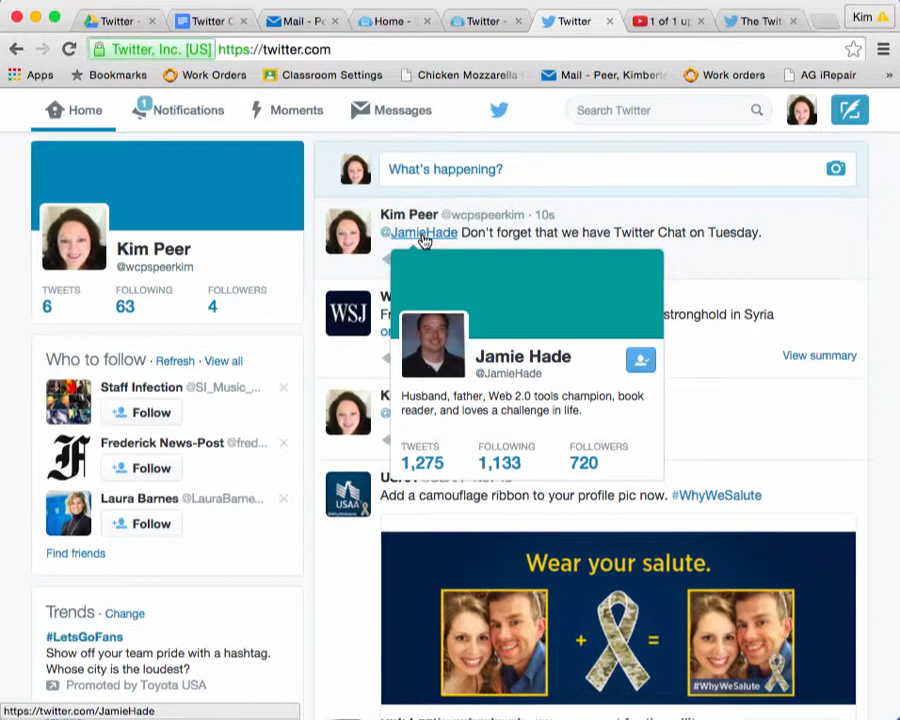 Twitter -
Twitter C
Mail - Pe
Home -
Twitter -
Twitter
1 of 1 up
The Twit
Kim
Twitter, Inc. [US] https://twitter.com
Apps Bookmarks Work Orders Classroom Settings Chicken Mozzarella Mail - Peer, Kimberl Work orders AG iRepair »
Home 1 Notifications Moments Messages Search Twitter
What's happening?
Kim Peer @wcpspeerkim · 10s
@JamieHade Don't forget that we have Twitter Chat on Tuesday.
Kim Peer
@wcpspeerkim
TWEETS FOLLOWING FOLLOWERS
6 63 4
WSJ
stronghold in Syria
View summary
Jamie Hade
@JamieHade
Husband, father, Web 2.0 tools champion, book
reader, and loves a challenge in life.
TWEETS FOLLOWING FOLLOWERS
1,275 1,133 720
Who to follow · Refresh · View all
Staff Infection @SI_Music_...
Follow
Frederick News-Post @fred...
Follow
Laura Barnes @LauraBarne...
Follow
Find friends
USAA
#WhyWeSalute
Add a camouflage ribbon to your profile pic now. #WhyWeSalute
Wear your salute.
+ =
#WhyWeSalute
Trends · Change
#LetsGoFans
Show off your team pride with a hashtag.
Whose city is the loudest?
Promoted by Toyota USA
https://twitter.com/JamieHade